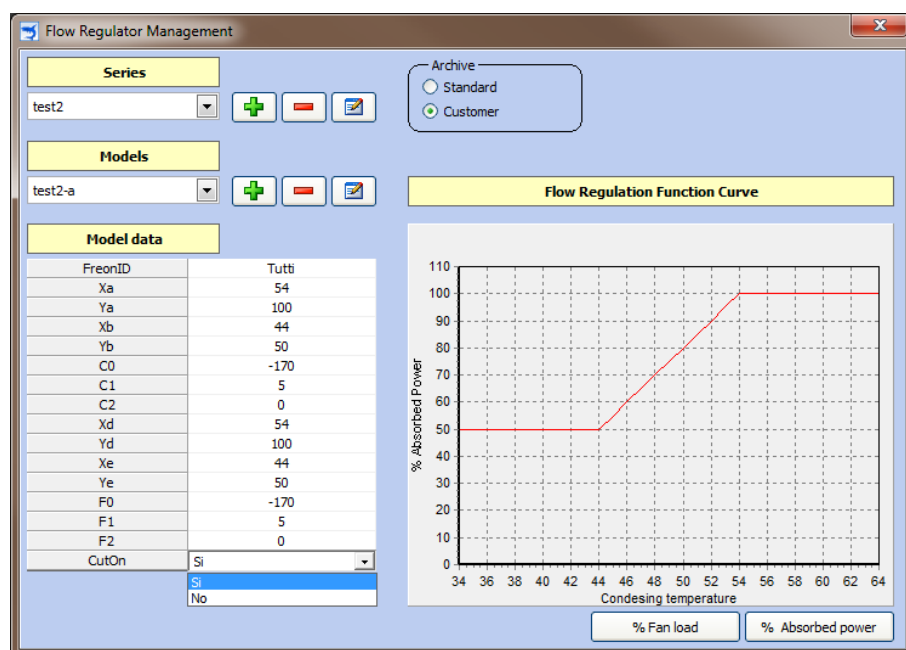 Flow Regulator Management
Series
test2
Archive
Standard
Customer
Models
test2-a
Flow Regulation Function Curve
Model data
FreonID Tutti
Xa 54
Ya 100
Xb 44
Yb 50
C0 -170
C1 5
C2 0
Xd 54
Yd 100
Xe 44
Ye 50
F0 -170
F1 5
F2 0
CutOn Si
Si
No
% Absorbed Power
110
100
90
80
70
60
50
40
30
20
10
0
34 36 38 40 42 44 46 48 50 52 54 56 58 60 62 64
Condesing temperature
% Fan load
% Absorbed power